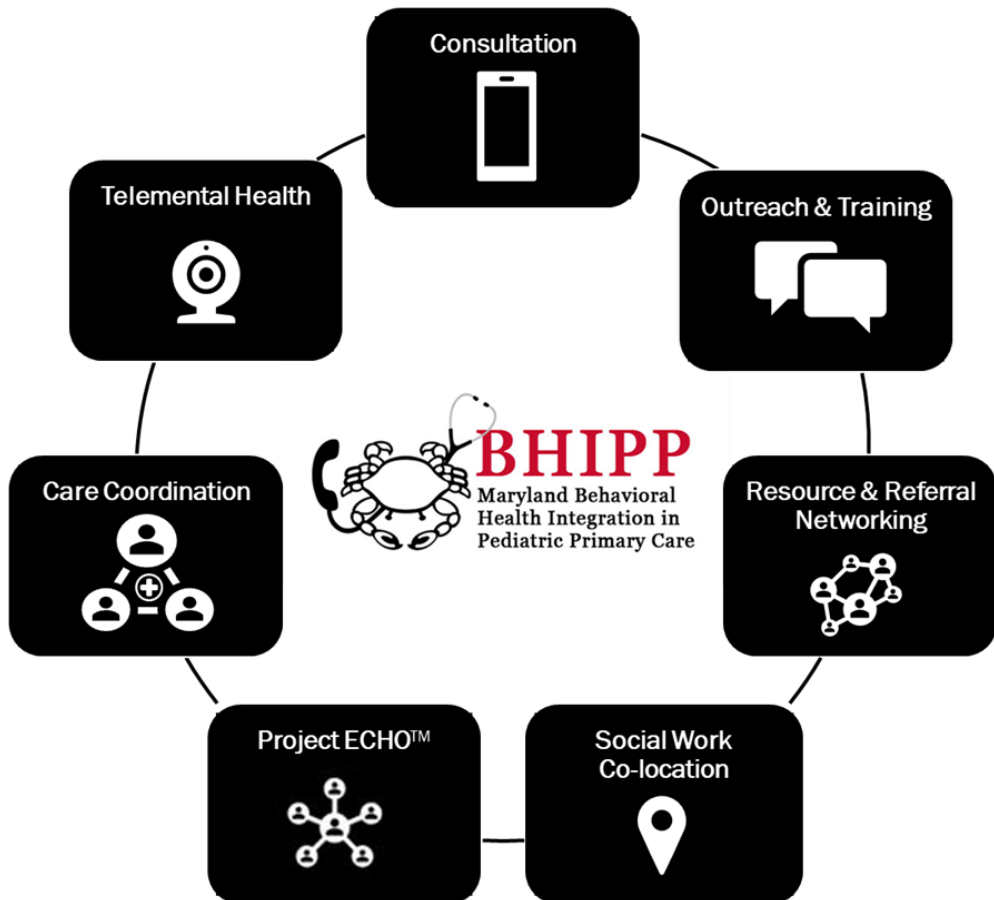 Consultation
Telemental Health
Outreach & Training
BHIPP
Maryland Behavioral
Health Integration in
Pediatric Primary Care
Care Coordination
Resource & Referral
Networking
Project ECHO™
Social Work
Co-location